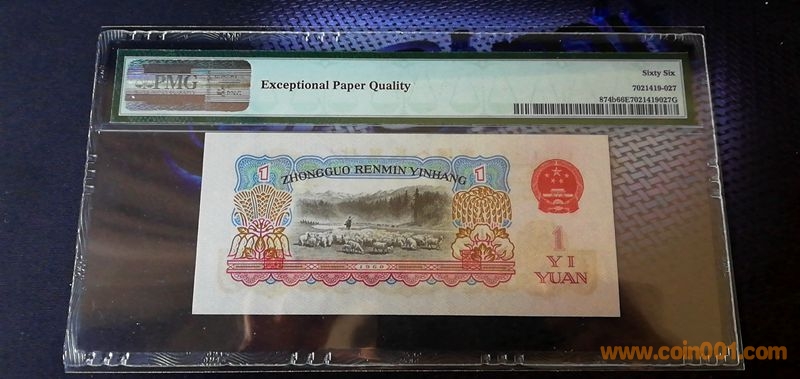 PMG
Exceptional Paper Quality
Sixty Six
7021419-027
874b66E7021419027G
1
ZHONGGUO RENMIN YINHANG
1
1960
1
YI
YUAN
www.coin001.com